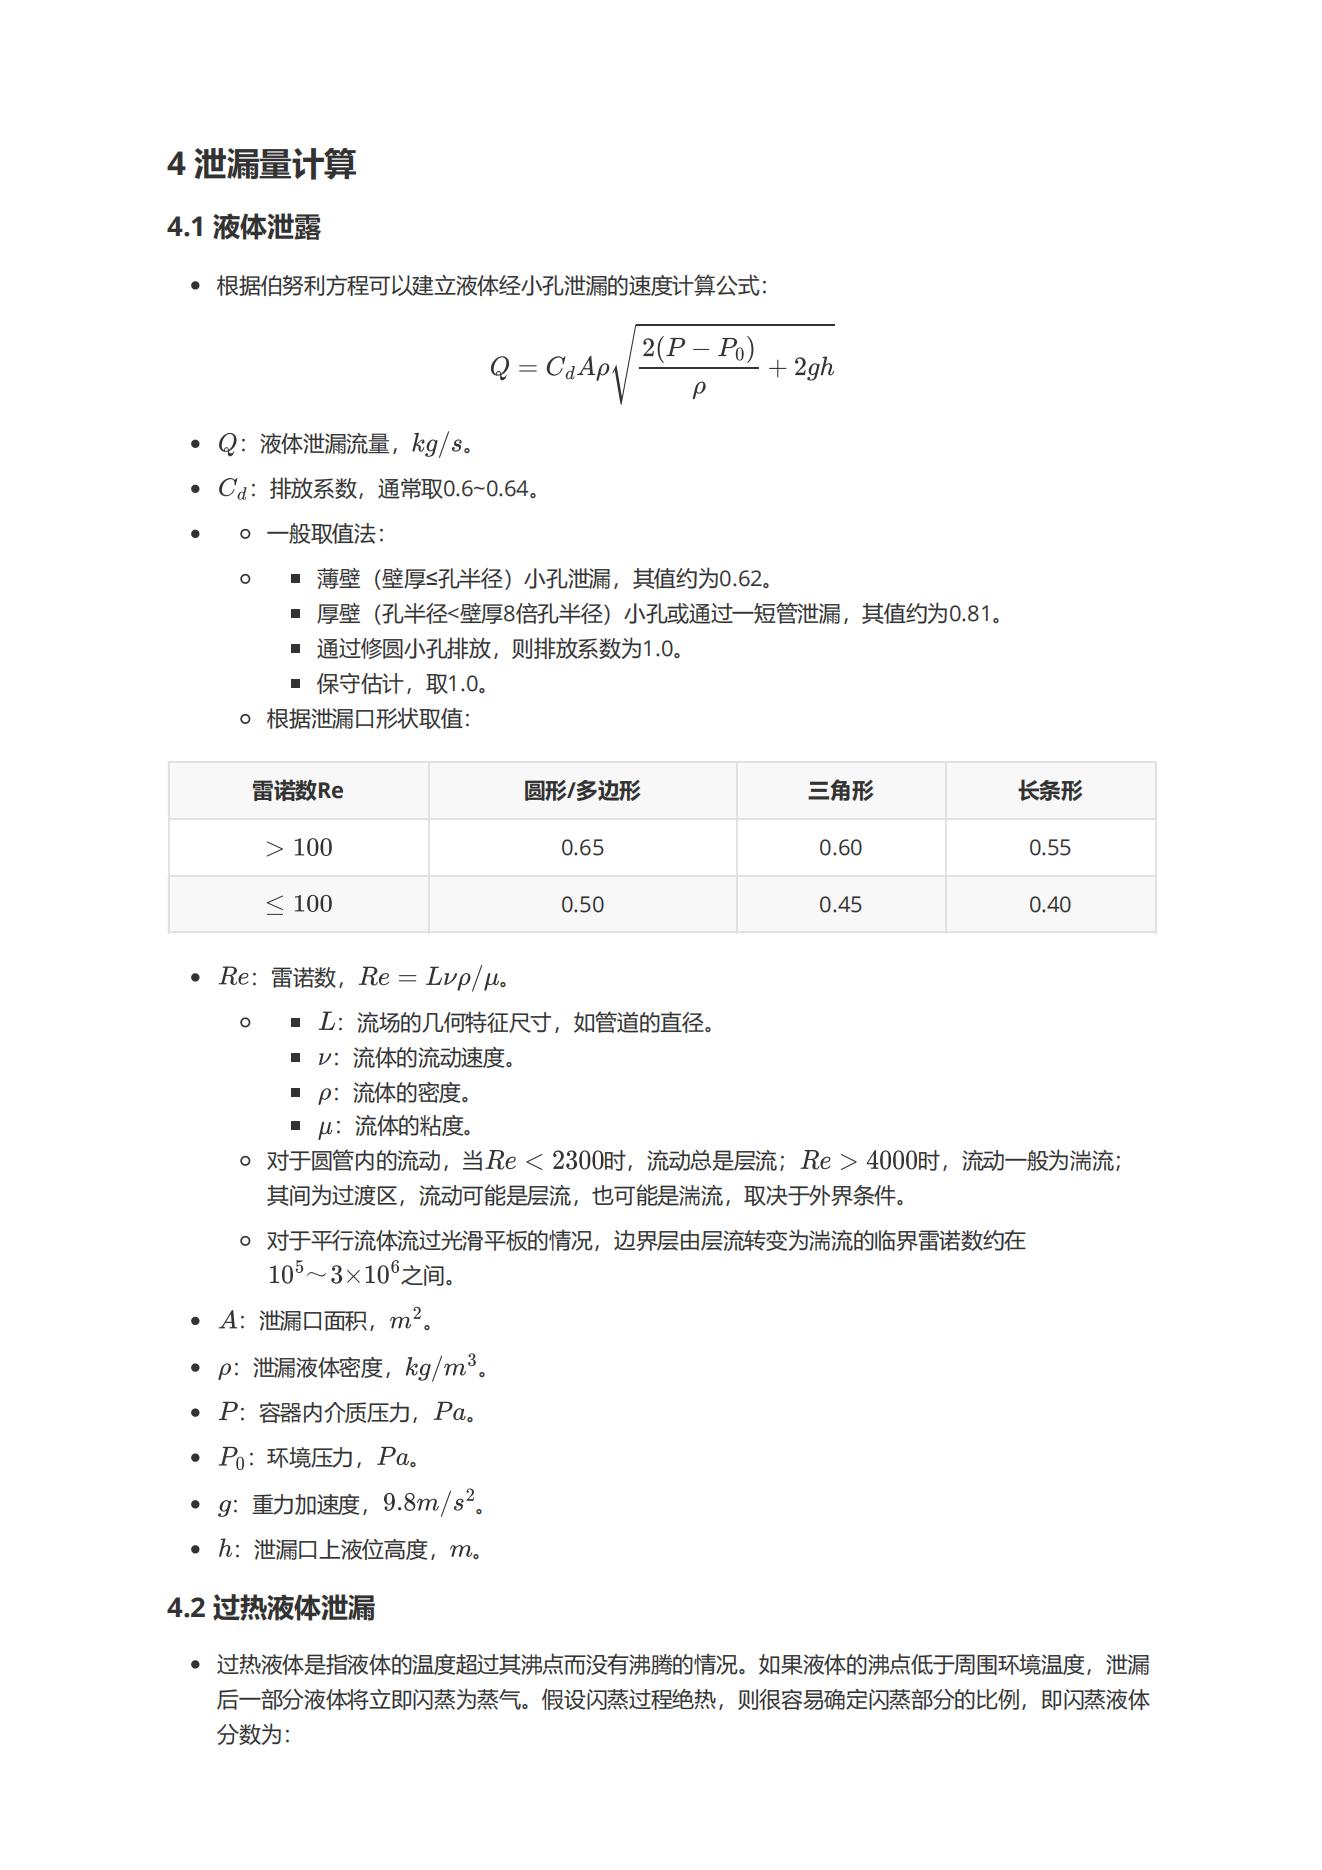 4 泄漏量计算
4.1 液体泄露
• 根据伯努利方程可以建立液体经小孔泄漏的速度计算公式：
$Q = C_d A\rho\sqrt{\frac{2(P - P_0)}{\rho} + 2gh}$
• $Q$：液体泄漏流量，$kg/s$。
• $C_d$：排放系数，通常取0.6~0.64。
• ◦ 一般取值法：
◦ ▪ 薄壁（壁厚≤孔半径）小孔泄漏，其值约为0.62。
▪ 厚壁（孔半径<壁厚8倍孔半径）小孔或通过一短管泄漏，其值约为0.81。
▪ 通过修圆小孔排放，则排放系数为1.0。
▪ 保守估计，取1.0。
◦ 根据泄漏口形状取值：
雷诺数Re 圆形/多边形 三角形 长条形
> 100 0.65 0.60 0.55
≤ 100 0.50 0.45 0.40
• $Re$：雷诺数，$Re = L\nu\rho/\mu$。
◦ ▪ $L$：流场的几何特征尺寸，如管道的直径。
▪ $\nu$：流体的流动速度。
▪ $\rho$：流体的密度。
▪ $\mu$：流体的粘度。
◦ 对于圆管内的流动，当$Re < 2300$时，流动总是层流；$Re > 4000$时，流动一般为湍流；
其间为过渡区，流动可能是层流，也可能是湍流，取决于外界条件。
◦ 对于平行流体流过光滑平板的情况，边界层由层流转变为湍流的临界雷诺数约在
$10^5 \sim 3 \times 10^6$之间。
• $A$：泄漏口面积，$m^2$。
• $\rho$：泄漏液体密度，$kg/m^3$。
• $P$：容器内介质压力，$Pa$。
• $P_0$：环境压力，$Pa$。
• $g$：重力加速度，$9.8m/s^2$。
• $h$：泄漏口上液位高度，$m$。
4.2 过热液体泄漏
• 过热液体是指液体的温度超过其沸点而没有沸腾的情况。如果液体的沸点低于周围环境温度，泄漏
后一部分液体将立即闪蒸为蒸气。假设闪蒸过程绝热，则很容易确定闪蒸部分的比例，即闪蒸液体
分数为：